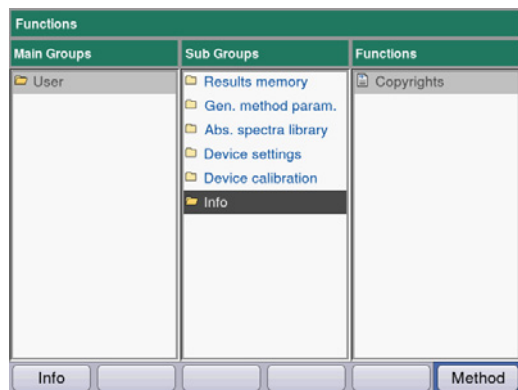 Functions
Main Groups
Sub Groups
Functions
User
Results memory
Gen. method param.
Abs. spectra library
Device settings
Device calibration
Info
Copyrights
Info
Method